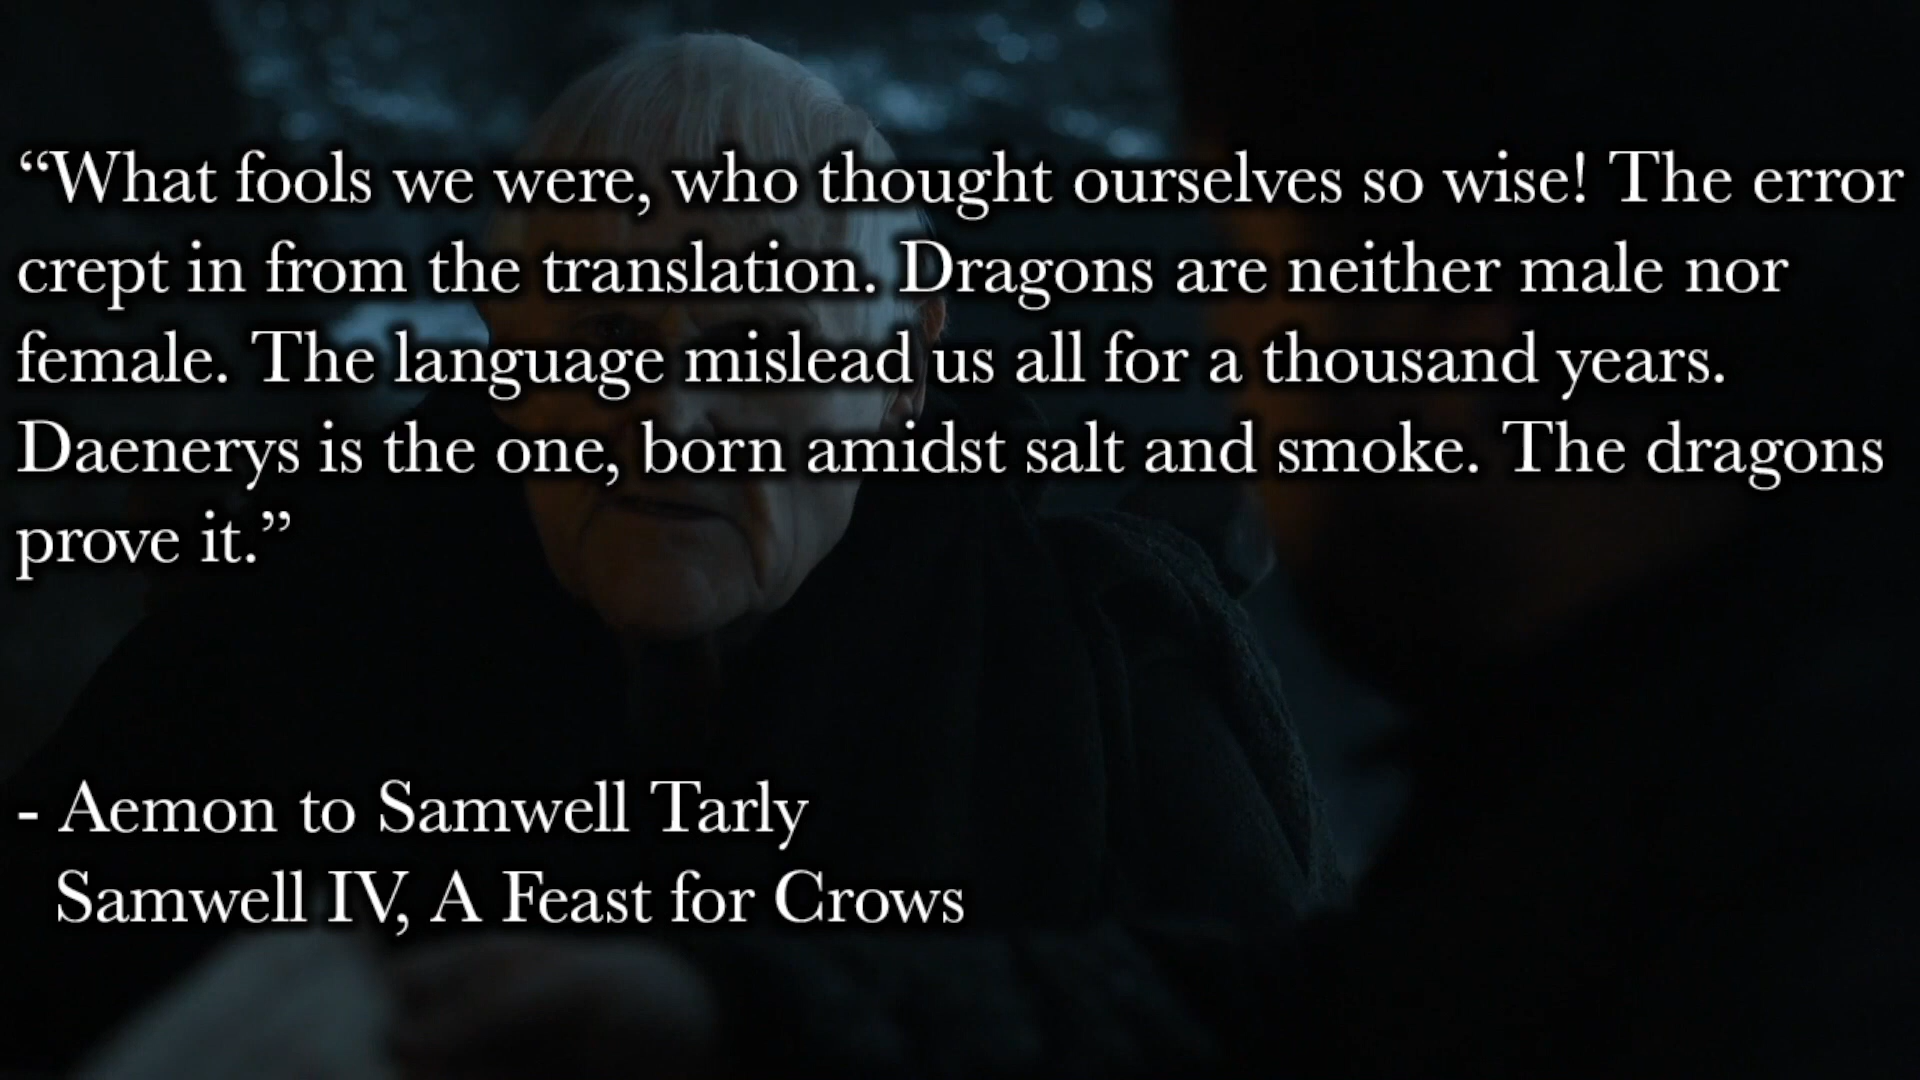 “What fools we were, who thought ourselves so wise! The error
crept in from the translation. Dragons are neither male nor
female. The language mislead us all for a thousand years.
Daenerys is the one, born amidst salt and smoke. The dragons
prove it.”
- Aemon to Samwell Tarly
Samwell IV, A Feast for Crows